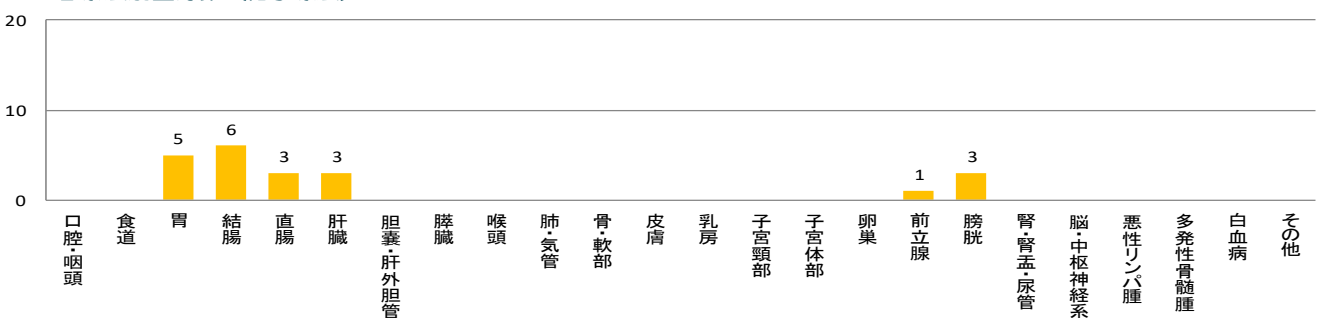 20
10
0
5
6
3
3
1
3
口腔・咽頭
食道
胃
結腸
直腸
肝臓
胆嚢・肝外胆管
膵臓
喉頭
肺・気管
骨・軟部
皮膚
乳房
子宮頸部
子宮体部
卵巣
前立腺
膀胱
腎・腎盂・尿管
脳・中枢神経系
悪性リンパ腫
多発性骨髄腫
白血病
その他